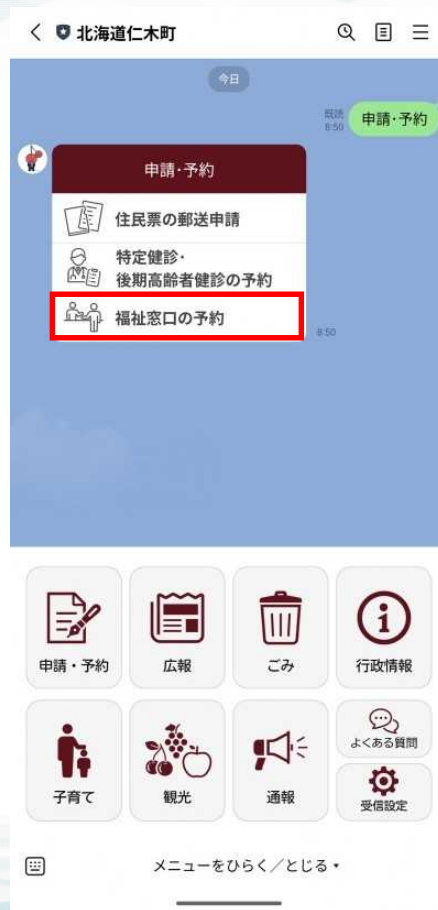 北海道仁木町
今日
既読
8:50
申請・予約
申請・予約
住民票の郵送申請
特定健診・
後期高齢者健診の予約
福祉窓口の予約
8:50
申請・予約
広報
ごみ
行政情報
子育て
観光
通報
よくある質問
受信設定
メニューをひらく／とじる▼